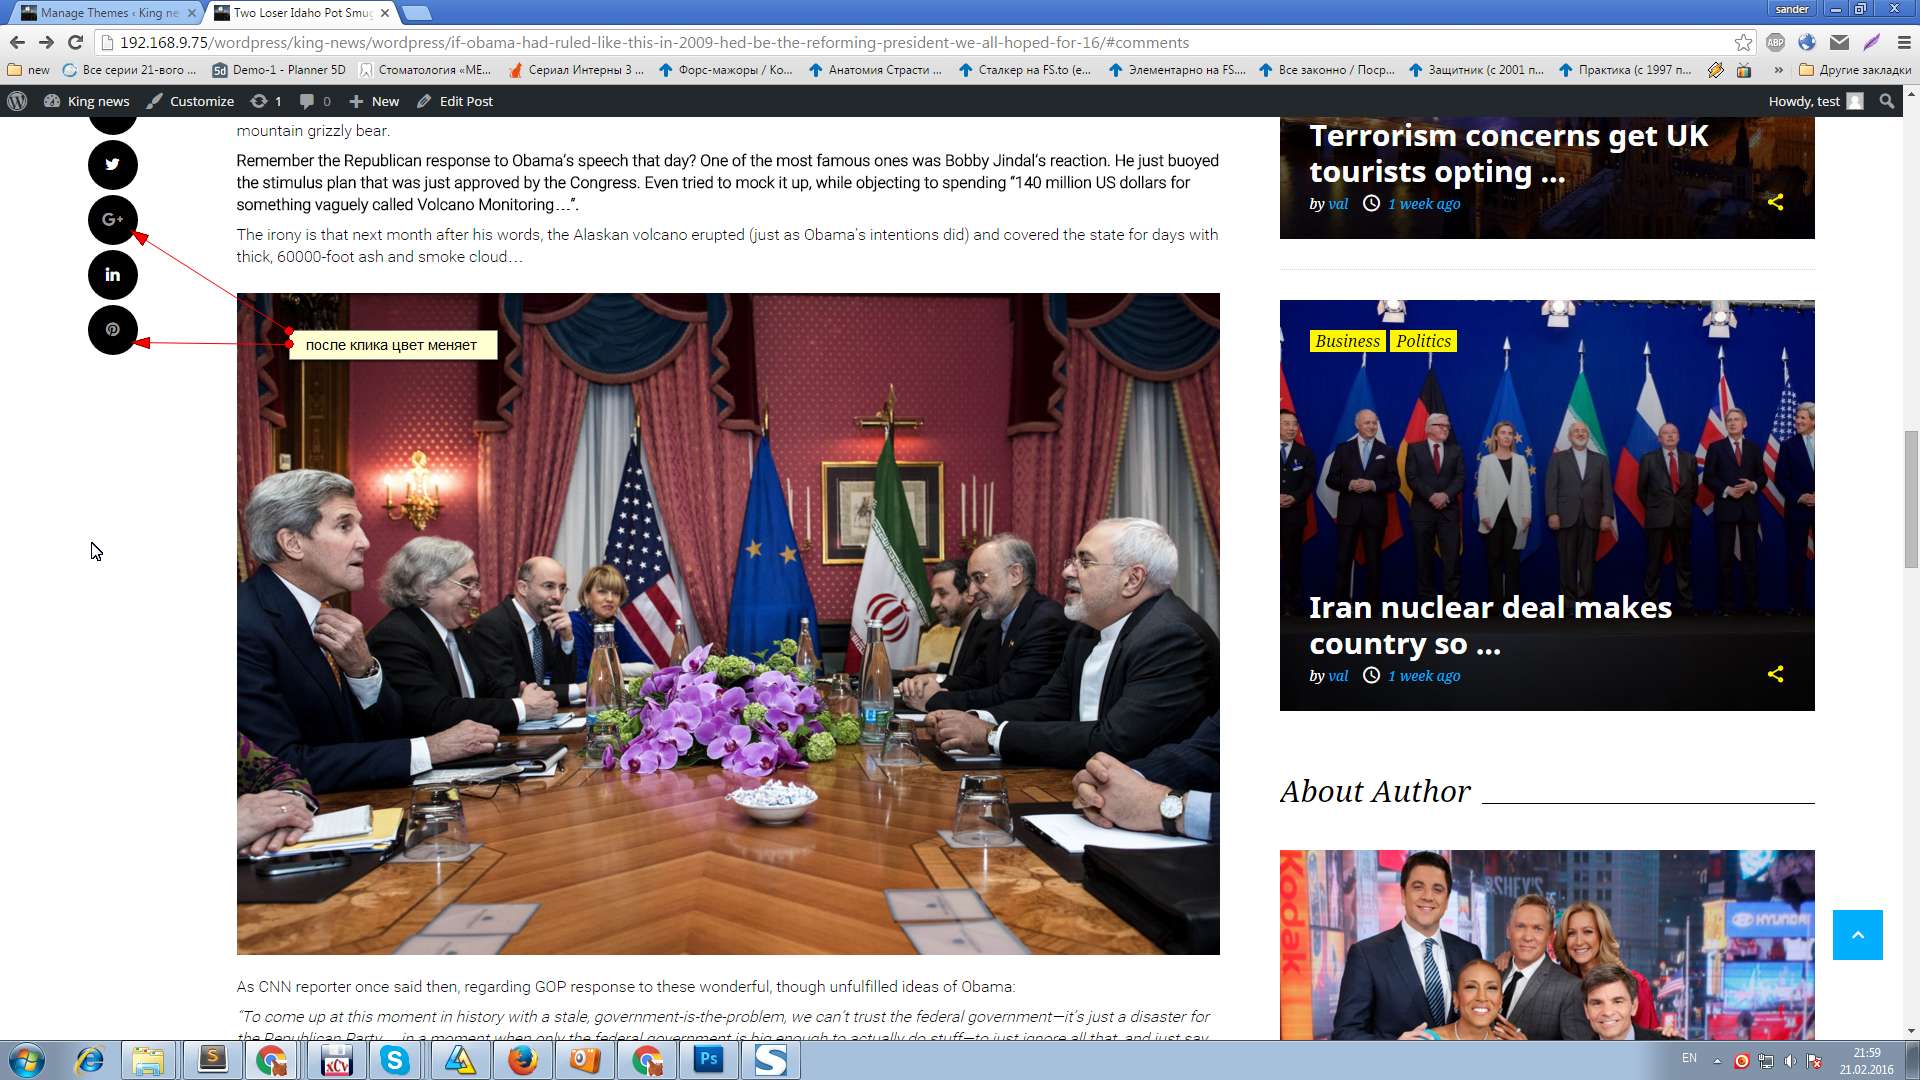 Manage Themes ‹ King ne
Two Loser Idaho Pot Smug
sander
192.168.9.75/wordpress/king-news/wordpress/if-obama-had-ruled-like-this-in-2009-hed-be-the-reforming-president-we-all-hoped-for-16/#comments
ABP
new
Все серии 21-вого ...
5d
Demo-1 - Planner 5D
Стоматология «МЕ...
Сериал Интерны 3 ...
Форс-мажоры / Ко...
Анатомия Страсти ...
Сталкер на FS.to (e...
Элементарно на FS....
Все законно / Поср...
Защитник (с 2001 п...
Практика (с 1997 п...
»
Другие закладки
King news
Customize
1
0
New
Edit Post
Howdy, test
mountain grizzly bear.
Remember the Republican response to Obama’s speech that day? One of the most famous ones was Bobby Jindal’s reaction. He just buoyed
the stimulus plan that was just approved by the Congress. Even tried to mock it up, while objecting to spending “140 million US dollars for
something vaguely called Volcano Monitoring…”.
The irony is that next month after his words, the Alaskan volcano erupted (just as Obama’s intentions did) and covered the state for days with
thick, 60000-foot ash and smoke cloud…
G+
in
после клика цвет меняет
As CNN reporter once said then, regarding GOP response to these wonderful, though unfulfilled ideas of Obama:
“To come up at this moment in history with a stale, government-is-the-problem, we can’t trust the federal government—it’s just a disaster for
the Republican Party … in a moment when only the federal government is big enough to actually do stuff—to just ignore all that, and just say
Terrorism concerns get UK
tourists opting ...
by val
1 week ago
Business Politics
Iran nuclear deal makes
country so ...
by val
1 week ago
About Author
Kodak
HYUNDAI
S
xCv
S
Ps
S
EN
21:59
21.02.2016